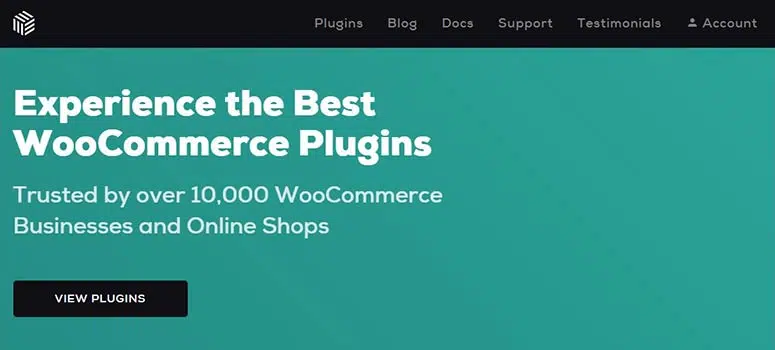 Plugins Blog Docs Support Testimonials Account
Experience the Best
WooCommerce Plugins
Trusted by over 10,000 WooCommerce
Businesses and Online Shops
VIEW PLUGINS